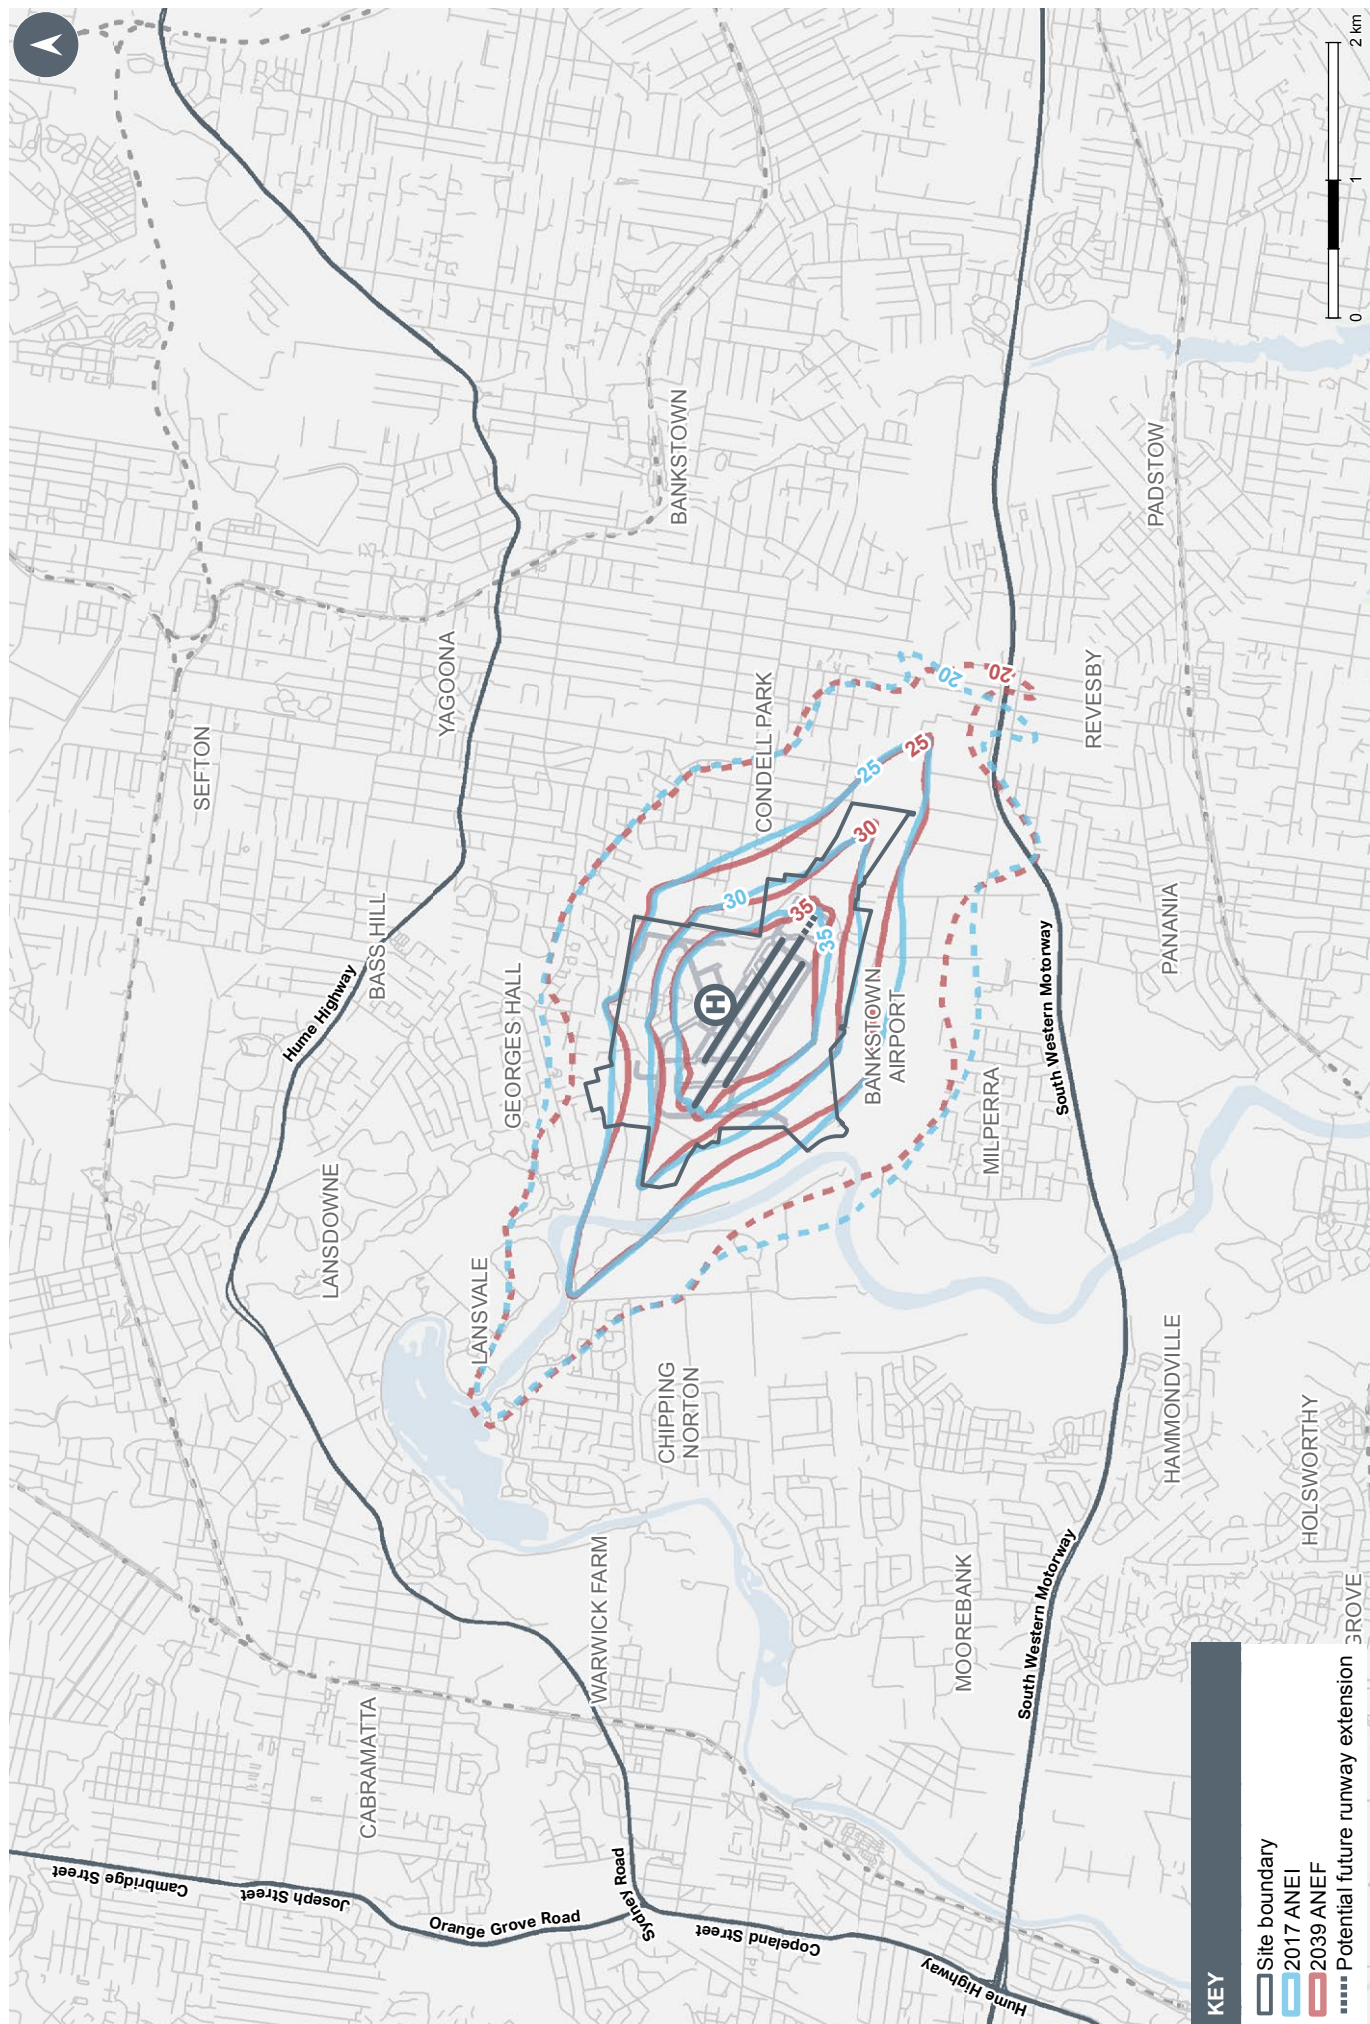 Cambridge Street
Joseph Street
Orange Grove Road
Sydney Road
Copeland Street
Hume Highway
CABRAMATTA
WARWICK FARM
MOOREBANK
South Western Motorway
GROVE
HOLSWORTHY
HAMMONDVILLE
CHIPPING
NORTON
LANSVALE
LANSDOWNE
GEORGES HALL
Hume Highway
BASS HILL
MILPERRA
BANKSTOWN
AIRPORT
South Western Motorway
PANANIA
H
SEFTON
YAGOONA
CONDELL PARK
REVESBY
BANKSTOWN
PADSTOW
20
20
25
25
30
30
35
35
0
1
2 km
KEY
Site boundary
2017 ANEI
2039 ANEF
Potential future runway extension